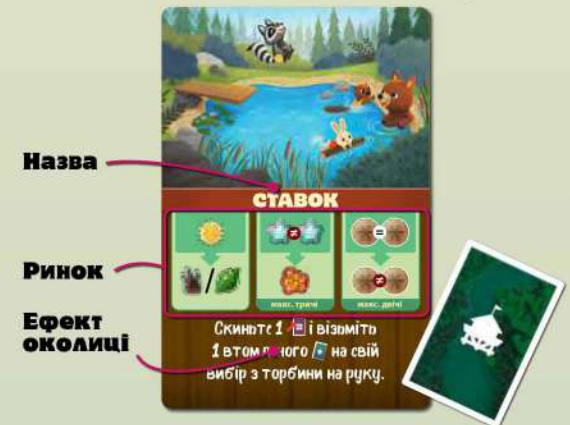 Назва
СТАВОК
Ринок
/
≠
=
≠
макс. тричі
макс. двічі
Ефект
околиці
Скиньте 1 і візьміть
1 втомленого на свій
вибір з торбини на руку.